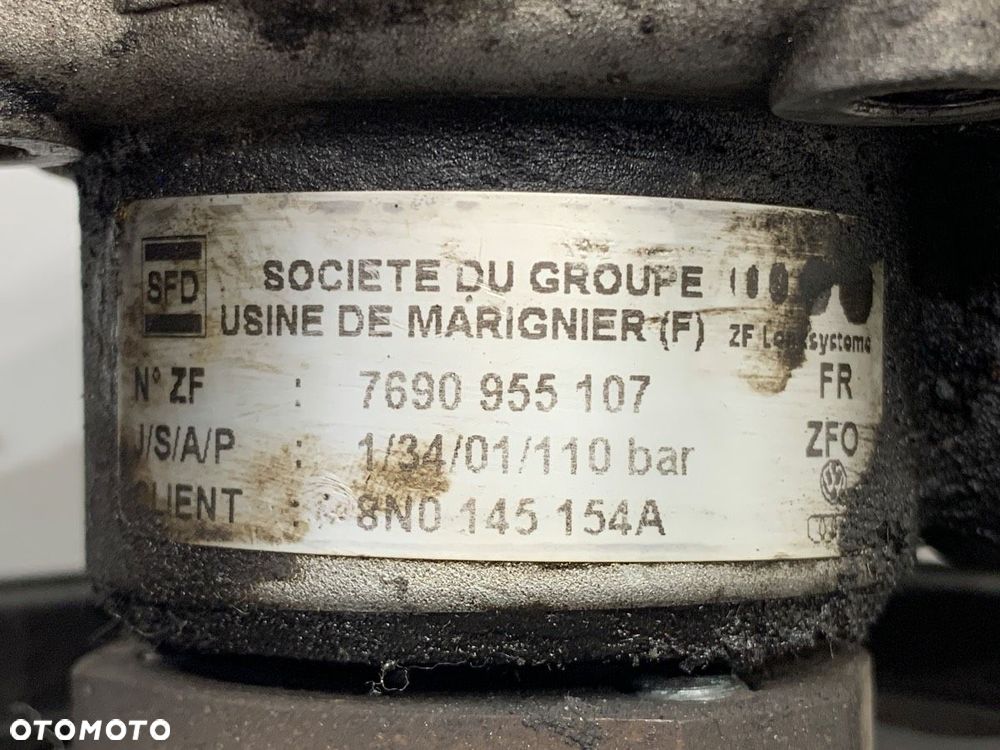 SFD
SOCIETE DU GROUPE
USINE DE MARIGNIER (F)
ZF Lenksysteme
N° ZF : 7690 955 107 FR
J/S/A/P : 1/34/01/110 bar ZFO
CLIENT : 8N0 145 154A
OTOMOTO